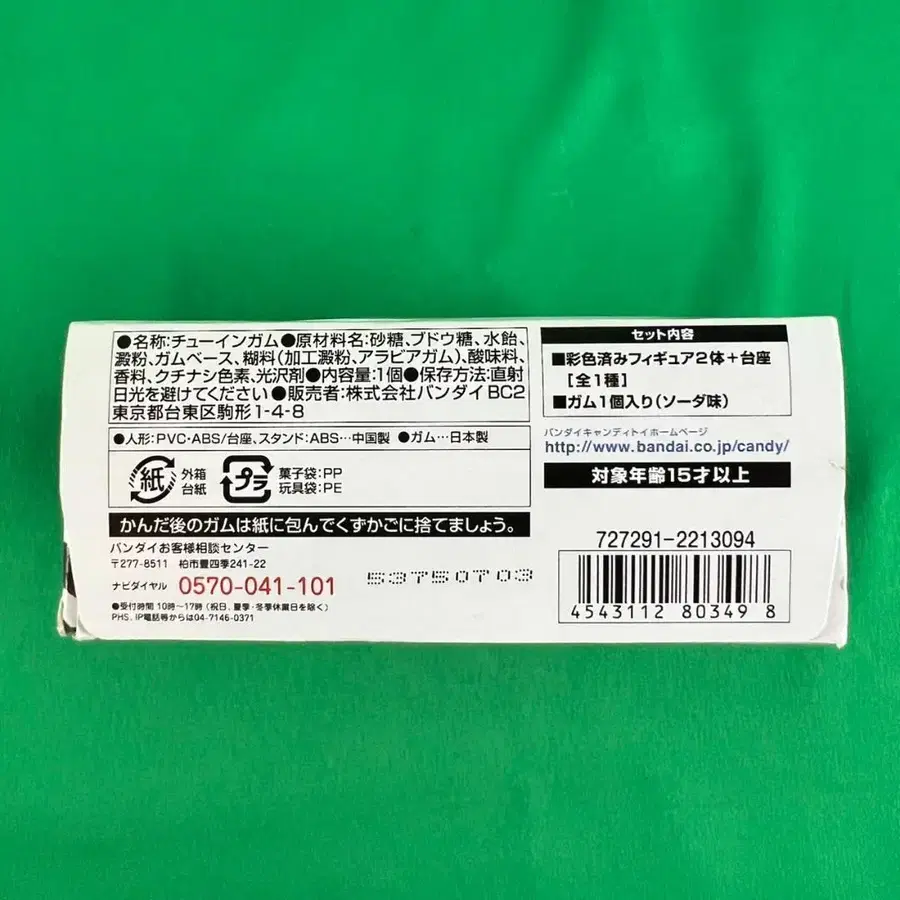 ●名称:チューインガム●原材料名:砂糖、ブドウ糖、水飴、
澱粉、ガムベース、糊料(加工澱粉、アラビアガム)、酸味料、
香料、クチナシ色素、光沢剤●内容量:1個●保存方法:直射
日光を避けてください●販売者:株式会社バンダイ BC2
東京都台東区駒形1-4-8
●人形:PVC・ABS/台座、スタンド:ABS…中国製 ●ガム…日本製
紙
外箱
台紙
プラ
菓子袋:PP
玩具袋:PE
かんだ後のガムは紙に包んでくずかごに捨てましょう。
バンダイお客様相談センター
〒277-8511 柏市豊四季241-22
ナビダイヤル 0570-041-101
●受付時間 10時〜17時(祝日、夏季・冬季休業日を除く)
PHS、IP電話等からは04-7146-0371
53750703
セット内容
■彩色済みフィギュア2体+台座
[全1種]
■ガム1個入り(ソーダ味)
バンダイキャンディトイホームページ
http://www.bandai.co.jp/candy/
対象年齢15才以上
727291-2213094
4543112 80349 8